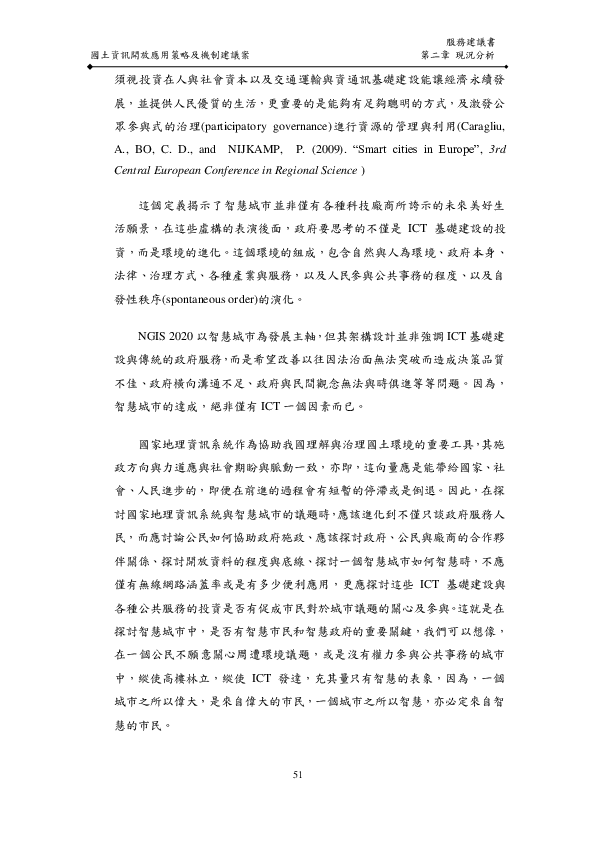 服務建議書
國土資訊開放應用策略及機制建議案 第二章 現況分析
須視投資在人與社會資本以及交通運輸與資通訊基礎建設能讓經濟永續發
展，並提供人民優質的生活，更重要的是能夠有足夠聰明的方式，及激發公
眾參與式的治理(participatory governance)進行資源的管理與利用(Caragliu,
A., BO, C. D., and NIJKAMP, P. (2009). “Smart cities in Europe”, 3rd
Central European Conference in Regional Science )
這個定義揭示了智慧城市並非僅有各種科技廠商所誇示的未來美好生
活願景，在這些虛構的表演後面，政府要思考的不僅是 ICT 基礎建設的投
資，而是環境的進化。這個環境的組成，包含自然與人為環境、政府本身、
法律、治理方式、各種產業與服務，以及人民參與公共事務的程度、以及自
發性秩序(spontaneous order)的演化。
NGIS 2020 以智慧城市為發展主軸，但其架構設計並非強調 ICT 基礎建
設與傳統的政府服務，而是希望改善以往因法治面無法突破而造成決策品質
不佳、政府橫向溝通不足、政府與民間觀念無法與時俱進等等問題。因為，
智慧城市的達成，絕非僅有 ICT 一個因素而已。
國家地理資訊系統作為協助我國理解與治理國土環境的重要工具，其施
政方向與力道應與社會期盼與脈動一致，亦即，這向量應是能帶給國家、社
會、人民進步的，即便在前進的過程會有短暫的停滯或是倒退。因此，在探
討國家地理資訊系統與智慧城市的議題時，應該進化到不僅只談政府服務人
民，而應討論公民如何協助政府施政、應該探討政府、公民與廠商的合作夥
伴關係、探討開放資料的程度與底線、探討一個智慧城市如何智慧時，不應
僅有無線網路涵蓋率或是有多少便利應用，更應探討這些 ICT 基礎建設與
各種公共服務的投資是否有促成市民對於城市議題的關心及參與。這就是在
探討智慧城市中，是否有智慧市民和智慧政府的重要關鍵，我們可以想像，
在一個公民不願意關心周遭環境議題，或是沒有權力參與公共事務的城市
中，縱使高樓林立，縱使 ICT 發達，充其量只有智慧的表象，因為，一個
城市之所以偉大，是來自偉大的市民，一個城市之所以智慧，亦必定來自智
慧的市民。
51